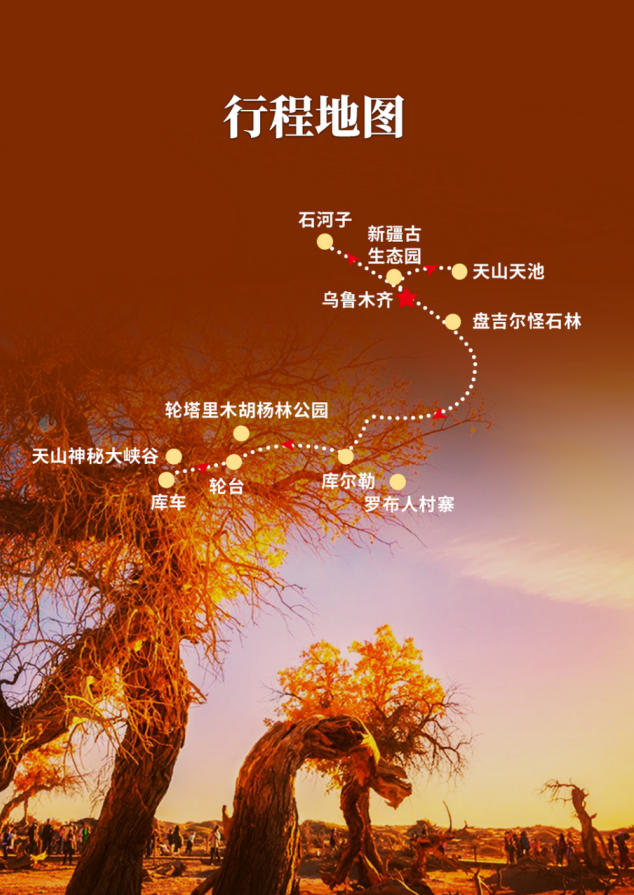 行程地图
石河子
新疆古
生态园
天山天池
乌鲁木齐
盘吉尔怪石林
轮塔里木胡杨林公园
天山神秘大峡谷
轮台
库尔勒
库车
罗布人村寨